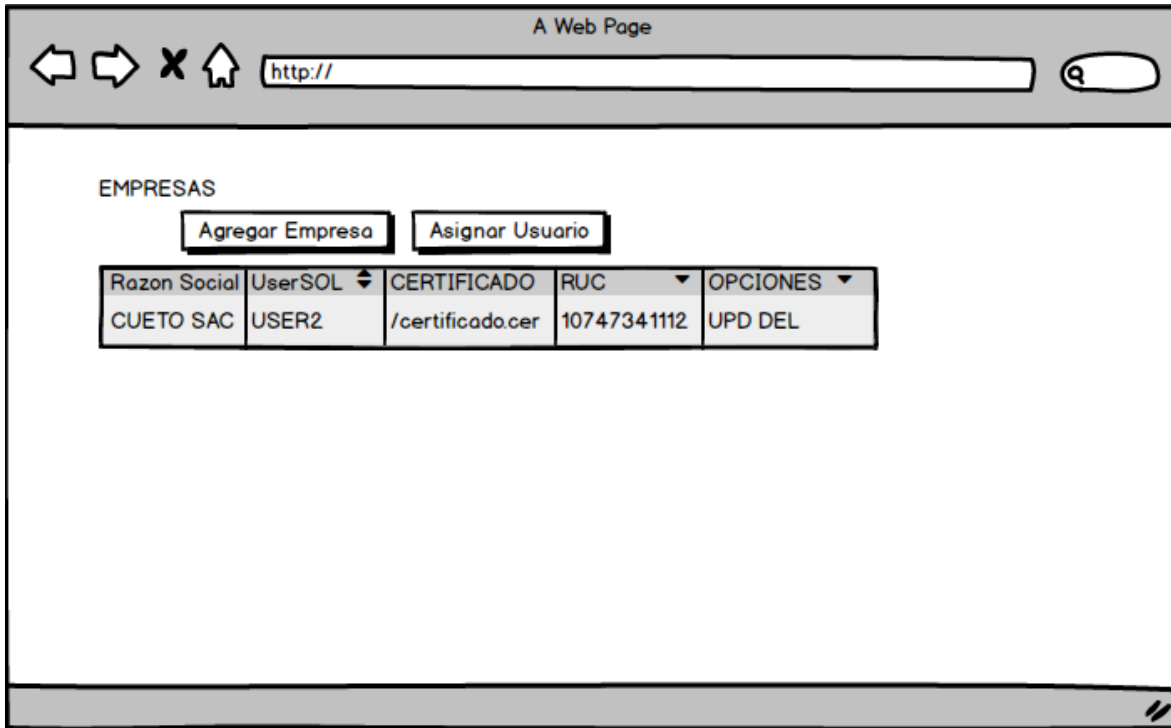 A Web Page
http://
EMPRESAS
Agregar Empresa Asignar Usuario
Razon Social UserSOL CERTIFICADO RUC OPCIONES
CUETO SAC USER2 /certificado.cer 10747341112 UPD DEL